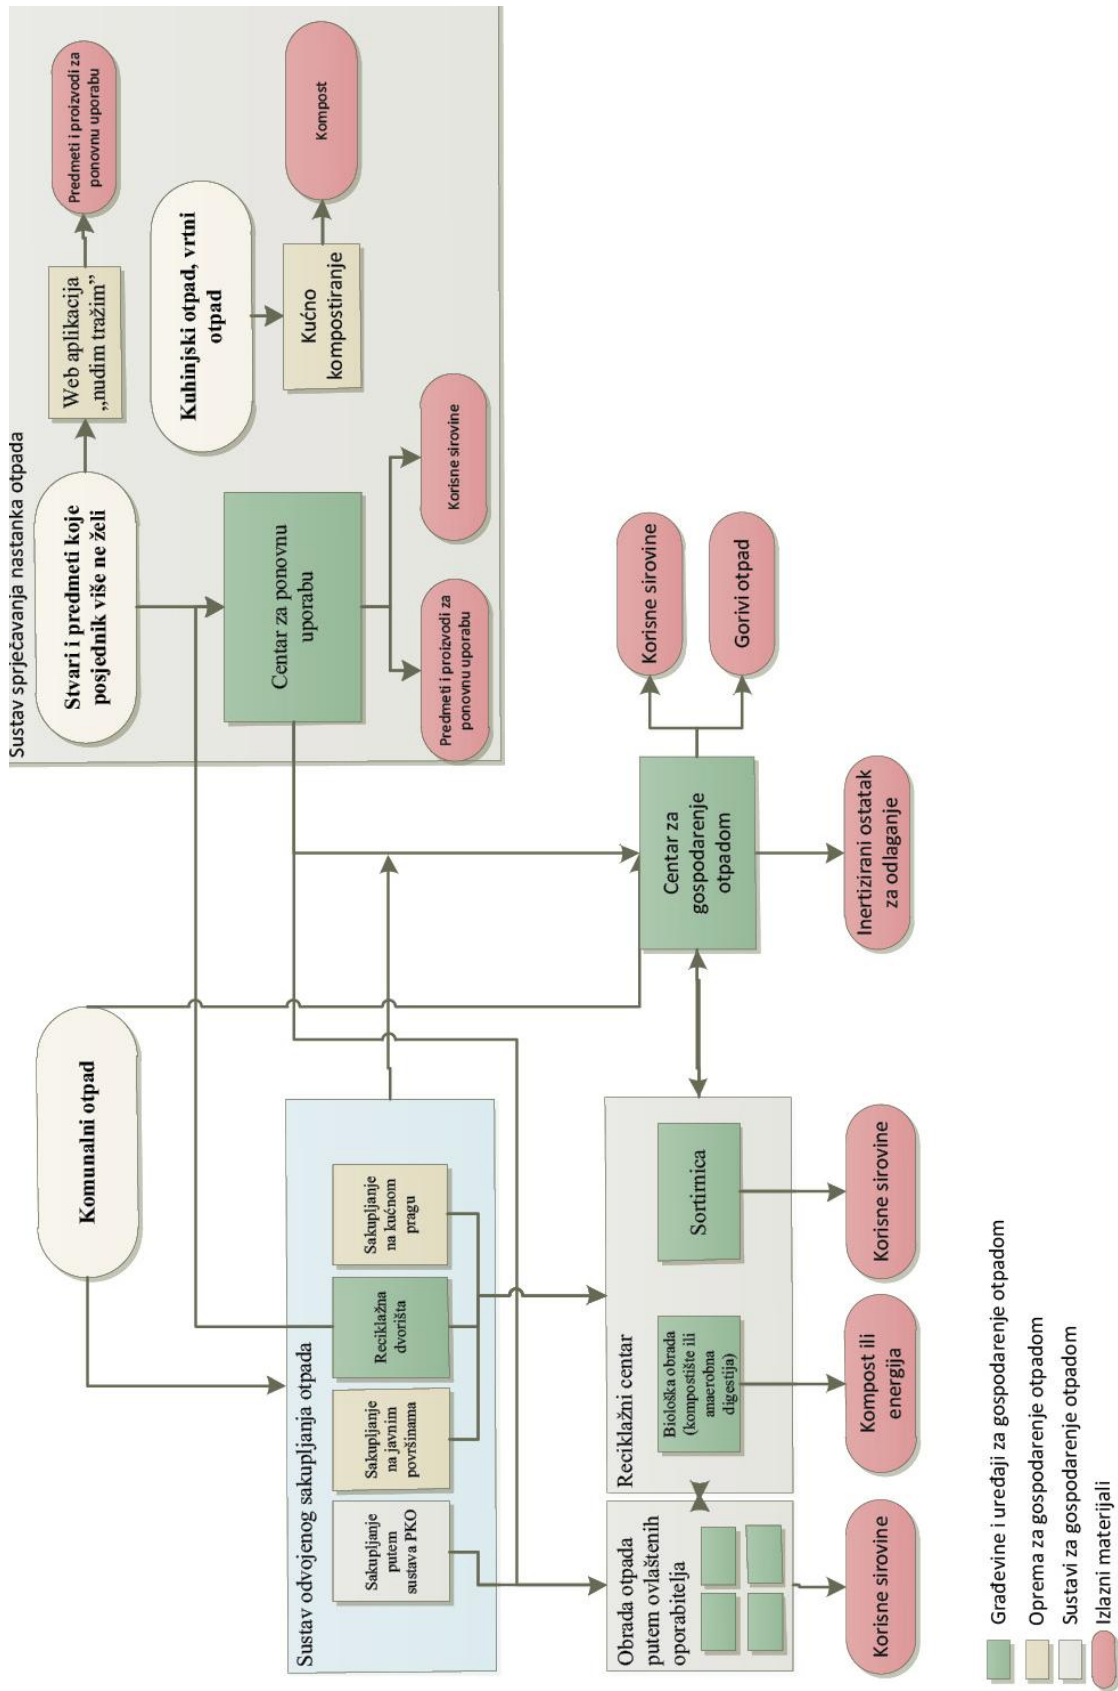 Komunalni otpad
Sustav sprječavanja nastanka otpada
Stvari i predmeti koje
posjednik više ne želi
Web aplikacija
„nudim tražim”
Predmeti i proizvodi za
ponovnu uporabu
Kuhinjski otpad, vrtni
otpad
Kućno
kompostiranje
Kompost
Centar za ponovnu
uporabu
Predmeti i proizvodi za
ponovnu uporabu
Korisne sirovine
Sustav odvojenog sakupljanja otpada
Sakupljanje
putem
sustava PKO
Sakupljanje
na javnim
površinama
Reciklažna
dvorišta
Sakupljanje
na kućnom
pragu
Obrada otpada
putem ovlaštenih
oporabitelja
Reciklažni centar
Biološka obrada
(kompostište ili
anaerobna
digestija)
Sortirnica
Centar za
gospodarenje
otpadom
Korisne sirovine
Gorivi otpad
Korisne sirovine
Kompost ili
energija
Korisne sirovine
Inertizirani ostatak
za odlaganje
Građevine i uređaji za gospodarenje otpadom
Oprema za gospodarenje otpadom
Sustavi za gospodarenje otpadom
Izlazni materijali